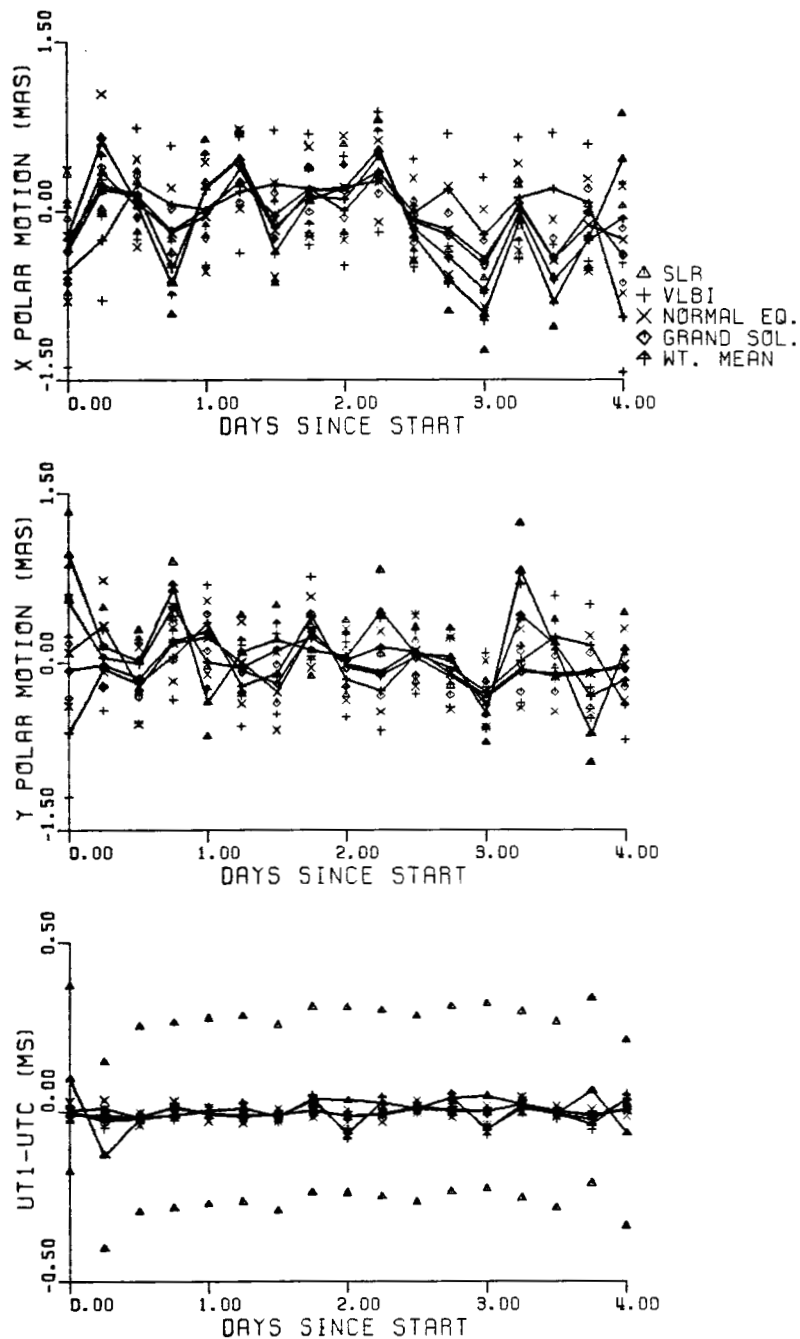 X POLAR MOTION (MAS)
1.50
0.00
-1.50
0.00 1.00 2.00 3.00 4.00
DAYS SINCE START
SLR
VLBI
NORMAL EQ.
GRAND SOL.
WT. MEAN
Y POLAR MOTION (MAS)
1.50
0.00
-1.50
0.00 1.00 2.00 3.00 4.00
DAYS SINCE START
UT1-UTC (MS)
0.50
0.00
-0.50
0.00 1.00 2.00 3.00 4.00
DAYS SINCE START